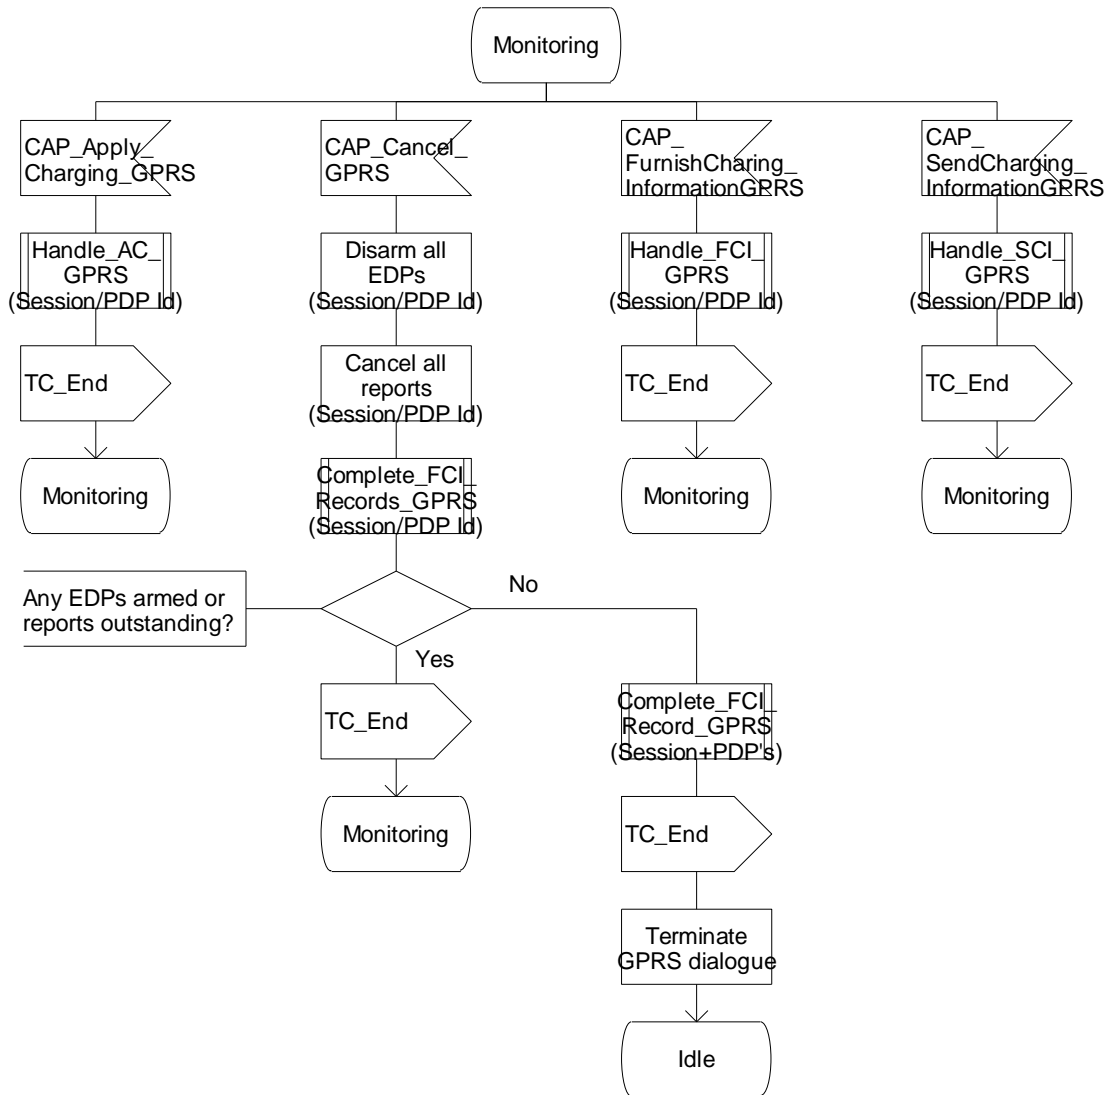 Monitoring
CAP_Apply_
Charging_GPRS
CAP_Cancel_
GPRS
CAP_
FurnishCharing_
InformationGPRS
CAP_
SendCharging_
InformationGPRS
Handle_AC_
GPRS
(Session/PDP Id)
Disarm all
EDPs
(Session/PDP Id)
Handle_FCI_
GPRS
(Session/PDP Id)
Handle_SCI_
GPRS
(Session/PDP Id)
TC_End
Cancel all
reports
(Session/PDP Id)
TC_End
TC_End
Monitoring
Complete_FCI_
Records_GPRS
(Session/PDP Id)
Monitoring
Monitoring
Any EDPs armed or
reports outstanding?
No
Yes
TC_End
Complete_FCI_
Record_GPRS
(Session+PDP's)
Monitoring
TC_End
Terminate
GPRS dialogue
Idle